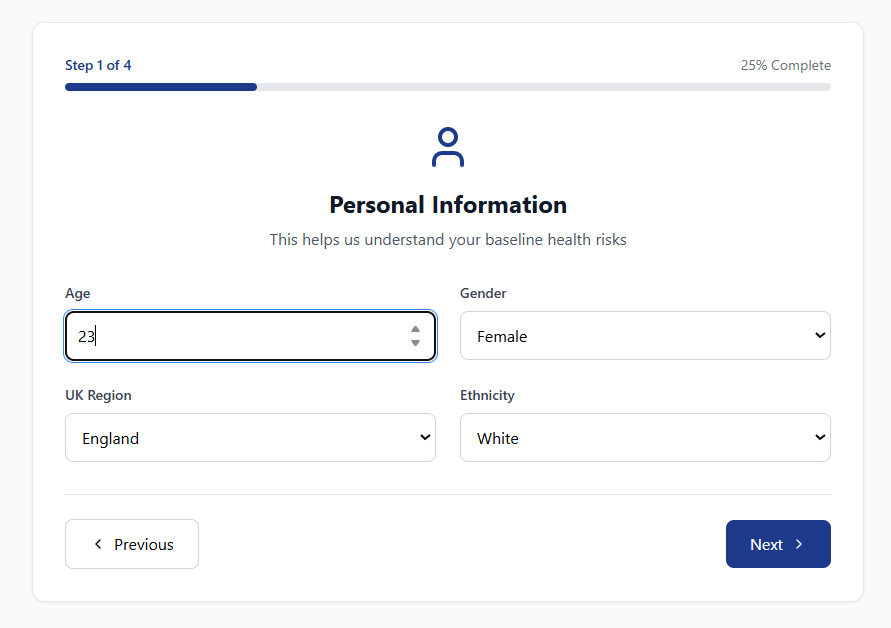 Step 1 of 4
25% Complete
Personal Information
This helps us understand your baseline health risks
Age
Gender
23
Female
UK Region
Ethnicity
England
White
Previous
Next